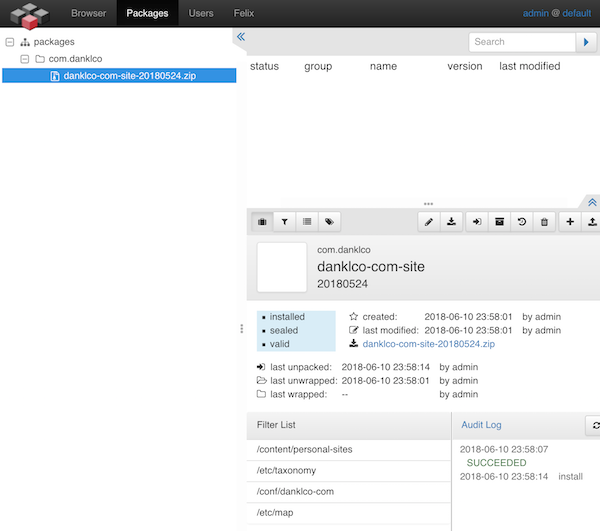 Browser Packages Users Felix admin @ default
packages
com.danklco
danklco-com-site-20180524.zip
Search
status group name version last modified
com.danklco
danklco-com-site
20180524
installed
sealed
valid
created: 2018-06-10 23:58:01 by admin
last modified: 2018-06-10 23:58:01 by admin
danklco-com-site-20180524.zip
last unpacked: 2018-06-10 23:58:14 by admin
last unwrapped: 2018-06-10 23:58:01 by admin
last wrapped: -- by admin
Filter List
/content/personal-sites
/etc/taxonomy
/conf/danklco-com
/etc/map
Audit Log
2018-06-10 23:58:07
SUCCEEDED
2018-06-10 23:58:14 install